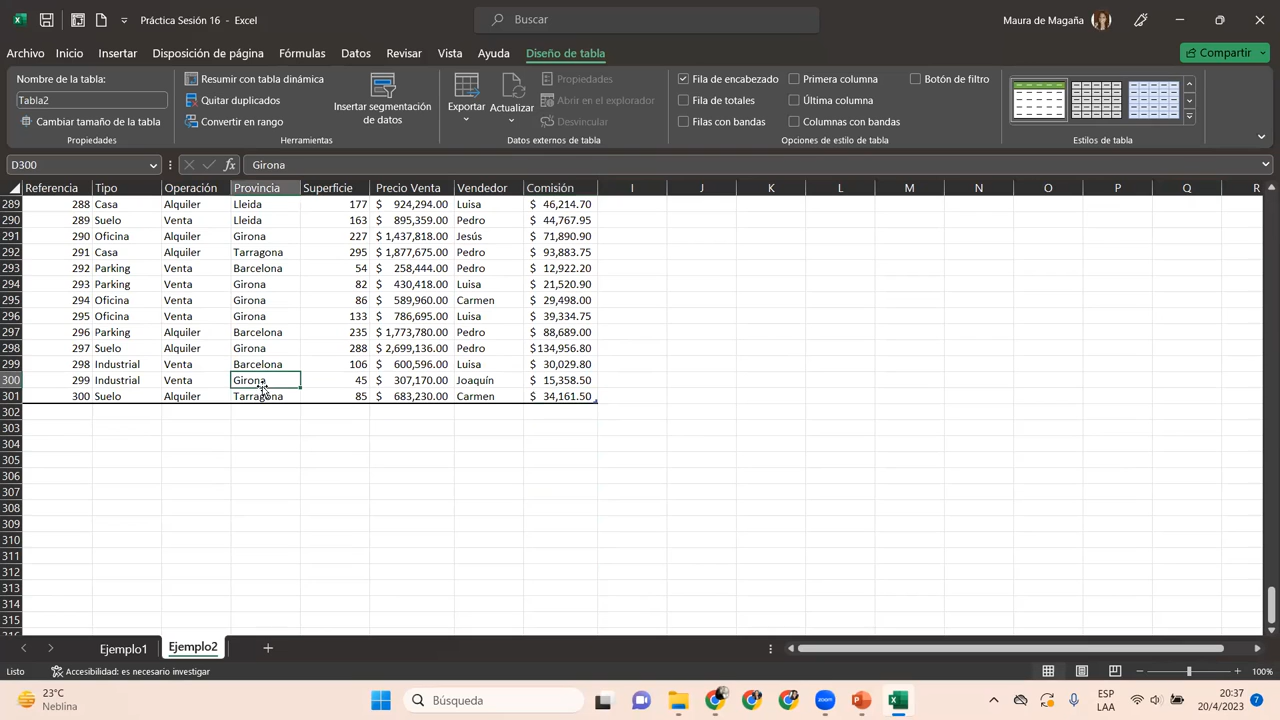 Práctica Sesión 16 - Excel
Buscar
Maura de Magaña
Archivo Inicio Insertar Disposición de página Fórmulas Datos Revisar Vista Ayuda Diseño de tabla
Compartir
Nombre de la tabla:
Tabla2
Cambiar tamaño de la tabla
Propiedades
Resumir con tabla dinámica
Quitar duplicados
Convertir en rango
Insertar segmentación
de datos
Herramientas
Exportar
Actualizar
Propiedades
Abrir en el explorador
Desvincular
Datos externos de tabla
Fila de encabezado
Primera columna
Botón de filtro
Fila de totales
Última columna
Filas con bandas
Columnas con bandas
Opciones de estilo de tabla
Estilos de tabla
D300
fx
Girona
Referencia Tipo Operación Provincia Superficie Precio Venta Vendedor Comisión I J K L M N O P Q R
289 288 Casa Alquiler Lleida 177 $ 924,294.00 Luisa $ 46,214.70
290 289 Suelo Venta Lleida 163 $ 895,359.00 Pedro $ 44,767.95
291 290 Oficina Alquiler Girona 227 $ 1,437,818.00 Jesús $ 71,890.90
292 291 Casa Alquiler Tarragona 295 $ 1,877,675.00 Pedro $ 93,883.75
293 292 Parking Venta Barcelona 54 $ 258,444.00 Pedro $ 12,922.20
294 293 Parking Venta Girona 82 $ 430,418.00 Luisa $ 21,520.90
295 294 Oficina Venta Girona 86 $ 589,960.00 Carmen $ 29,498.00
296 295 Oficina Venta Girona 133 $ 786,695.00 Luisa $ 39,334.75
297 296 Parking Alquiler Barcelona 235 $ 1,773,780.00 Pedro $ 88,689.00
298 297 Suelo Alquiler Girona 288 $ 2,699,136.00 Pedro $134,956.80
299 298 Industrial Venta Barcelona 106 $ 600,596.00 Luisa $ 30,029.80
300 299 Industrial Venta Girona 45 $ 307,170.00 Joaquín $ 15,358.50
301 300 Suelo Alquiler Tarragona 85 $ 683,230.00 Carmen $ 34,161.50
302
303
304
305
306
307
308
309
310
311
312
313
314
315
Ejemplo1 Ejemplo2
Listo
Accesibilidad: es necesario investigar
100%
23°C
Neblina
Búsqueda
ESP
LAA
20:37
20/4/2023